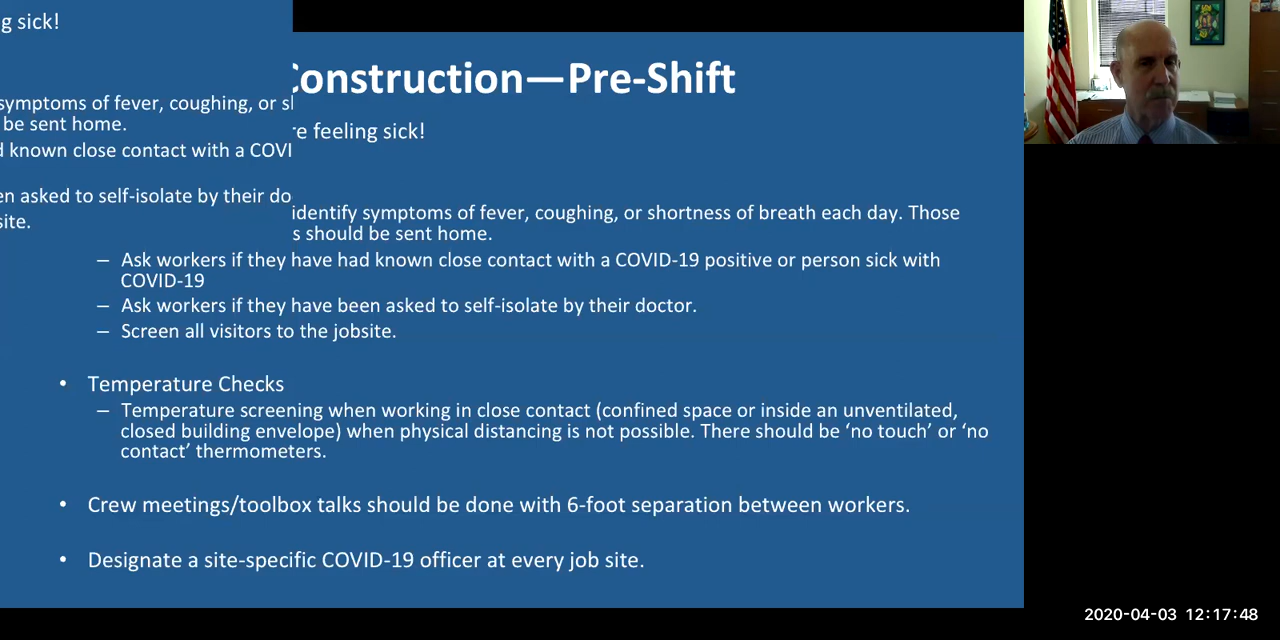 g sick!
symptoms of fever, coughing, or
be sent home.
known close contact with a COVI
en asked to self-isolate by their do
site.
Construction—Pre-Shift
re feeling sick!
identify symptoms of fever, coughing, or shortness of breath each day. Those
s should be sent home.
– Ask workers if they have had known close contact with a COVID-19 positive or person sick with
COVID-19
– Ask workers if they have been asked to self-isolate by their doctor.
– Screen all visitors to the jobsite.
• Temperature Checks
– Temperature screening when working in close contact (confined space or inside an unventilated,
closed building envelope) when physical distancing is not possible. There should be ‘no touch’ or ‘no
contact’ thermometers.
• Crew meetings/toolbox talks should be done with 6-foot separation between workers.
• Designate a site-specific COVID-19 officer at every job site.
2020-04-03 12:17:48